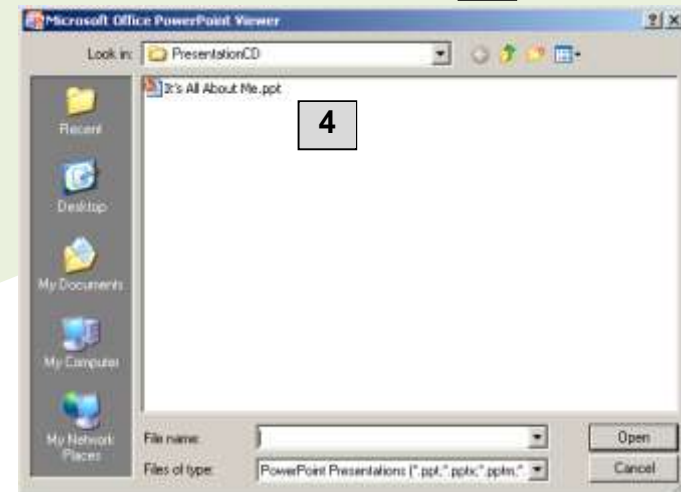 Microsoft Office PowerPoint Viewer
Look in: PresentationCD
It's All About Me.ppt
4
Recent
Desktop
My Documents
My Computer
My Network
Places
File name:
Open
Files of type: PowerPoint Presentations (*.ppt,*.pptx;*.pptm,*
Cancel